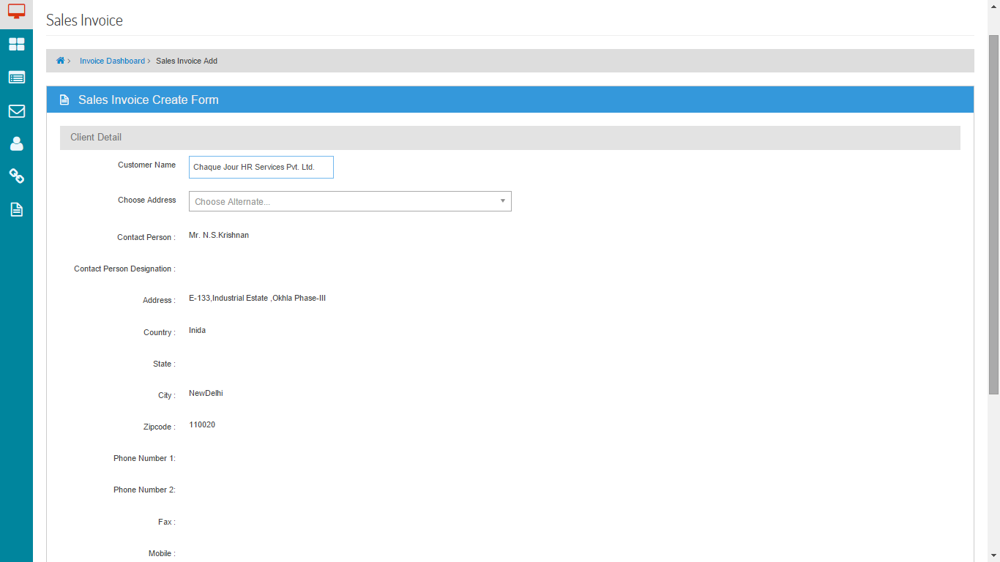 Sales Invoice
Invoice Dashboard › Sales Invoice Add
Sales Invoice Create Form
Client Detail
Customer Name Chaque Jour HR Services Pvt. Ltd.
Choose Address Choose Alternate...
Contact Person : Mr. N.S.Krishnan
Contact Person Designation :
Address : E-133,Industrial Estate ,Okhla Phase-III
Country : Inida
State :
City : NewDelhi
Zipcode : 110020
Phone Number 1:
Phone Number 2:
Fax :
Mobile :